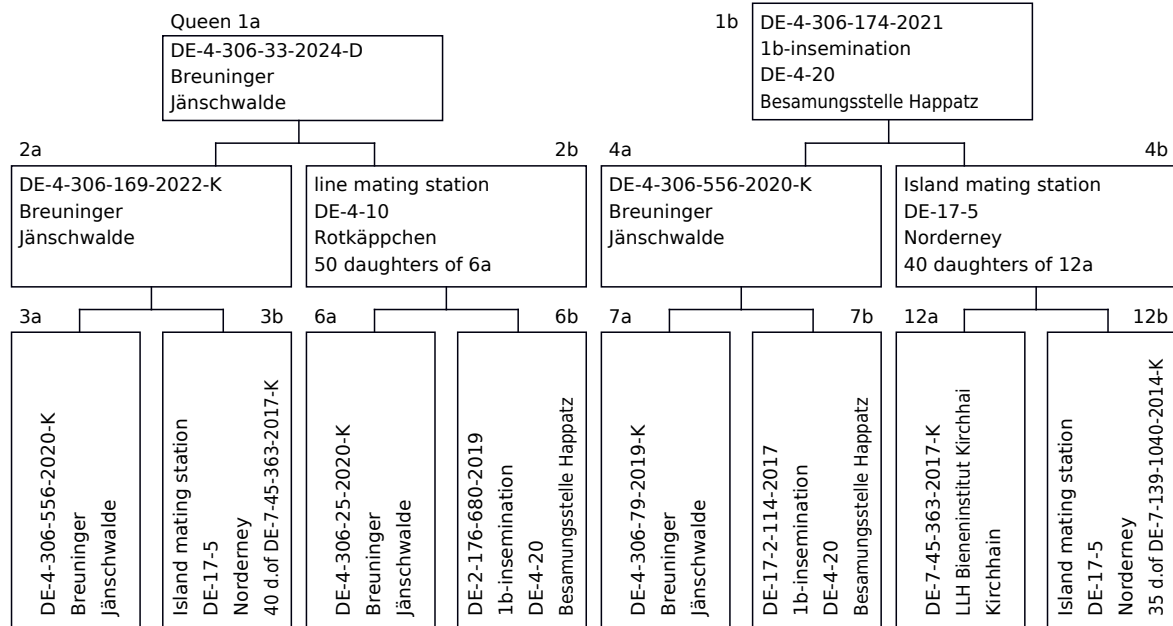 Queen 1a
DE-4-306-33-2024-D
Breuninger
Jänschwalde
1b
DE-4-306-174-2021
1b-insemination
DE-4-20
Besamungsstelle Happatz
2a
DE-4-306-169-2022-K
Breuninger
Jänschwalde
2b
line mating station
DE-4-10
Rotkäppchen
50 daughters of 6a
4a
DE-4-306-556-2020-K
Breuninger
Jänschwalde
4b
Island mating station
DE-17-5
Norderney
40 daughters of 12a
3a
DE-4-306-556-2020-K
Breuninger
Jänschwalde
3b
Island mating station
DE-17-5
Norderney
40 d.of DE-7-45-363-2017-K
6a
DE-4-306-25-2020-K
Breuninger
Jänschwalde
6b
DE-2-176-680-2019
1b-insemination
DE-4-20
Besamungsstelle Happatz
7a
DE-4-306-79-2019-K
Breuninger
Jänschwalde
7b
DE-17-2-114-2017
1b-insemination
DE-4-20
Besamungsstelle Happatz
12a
DE-7-45-363-2017-K
LLH Bieneninstitut Kirchhai
Kirchhain
12b
Island mating station
DE-17-5
Norderney
35 d.of DE-7-139-1040-2014-K